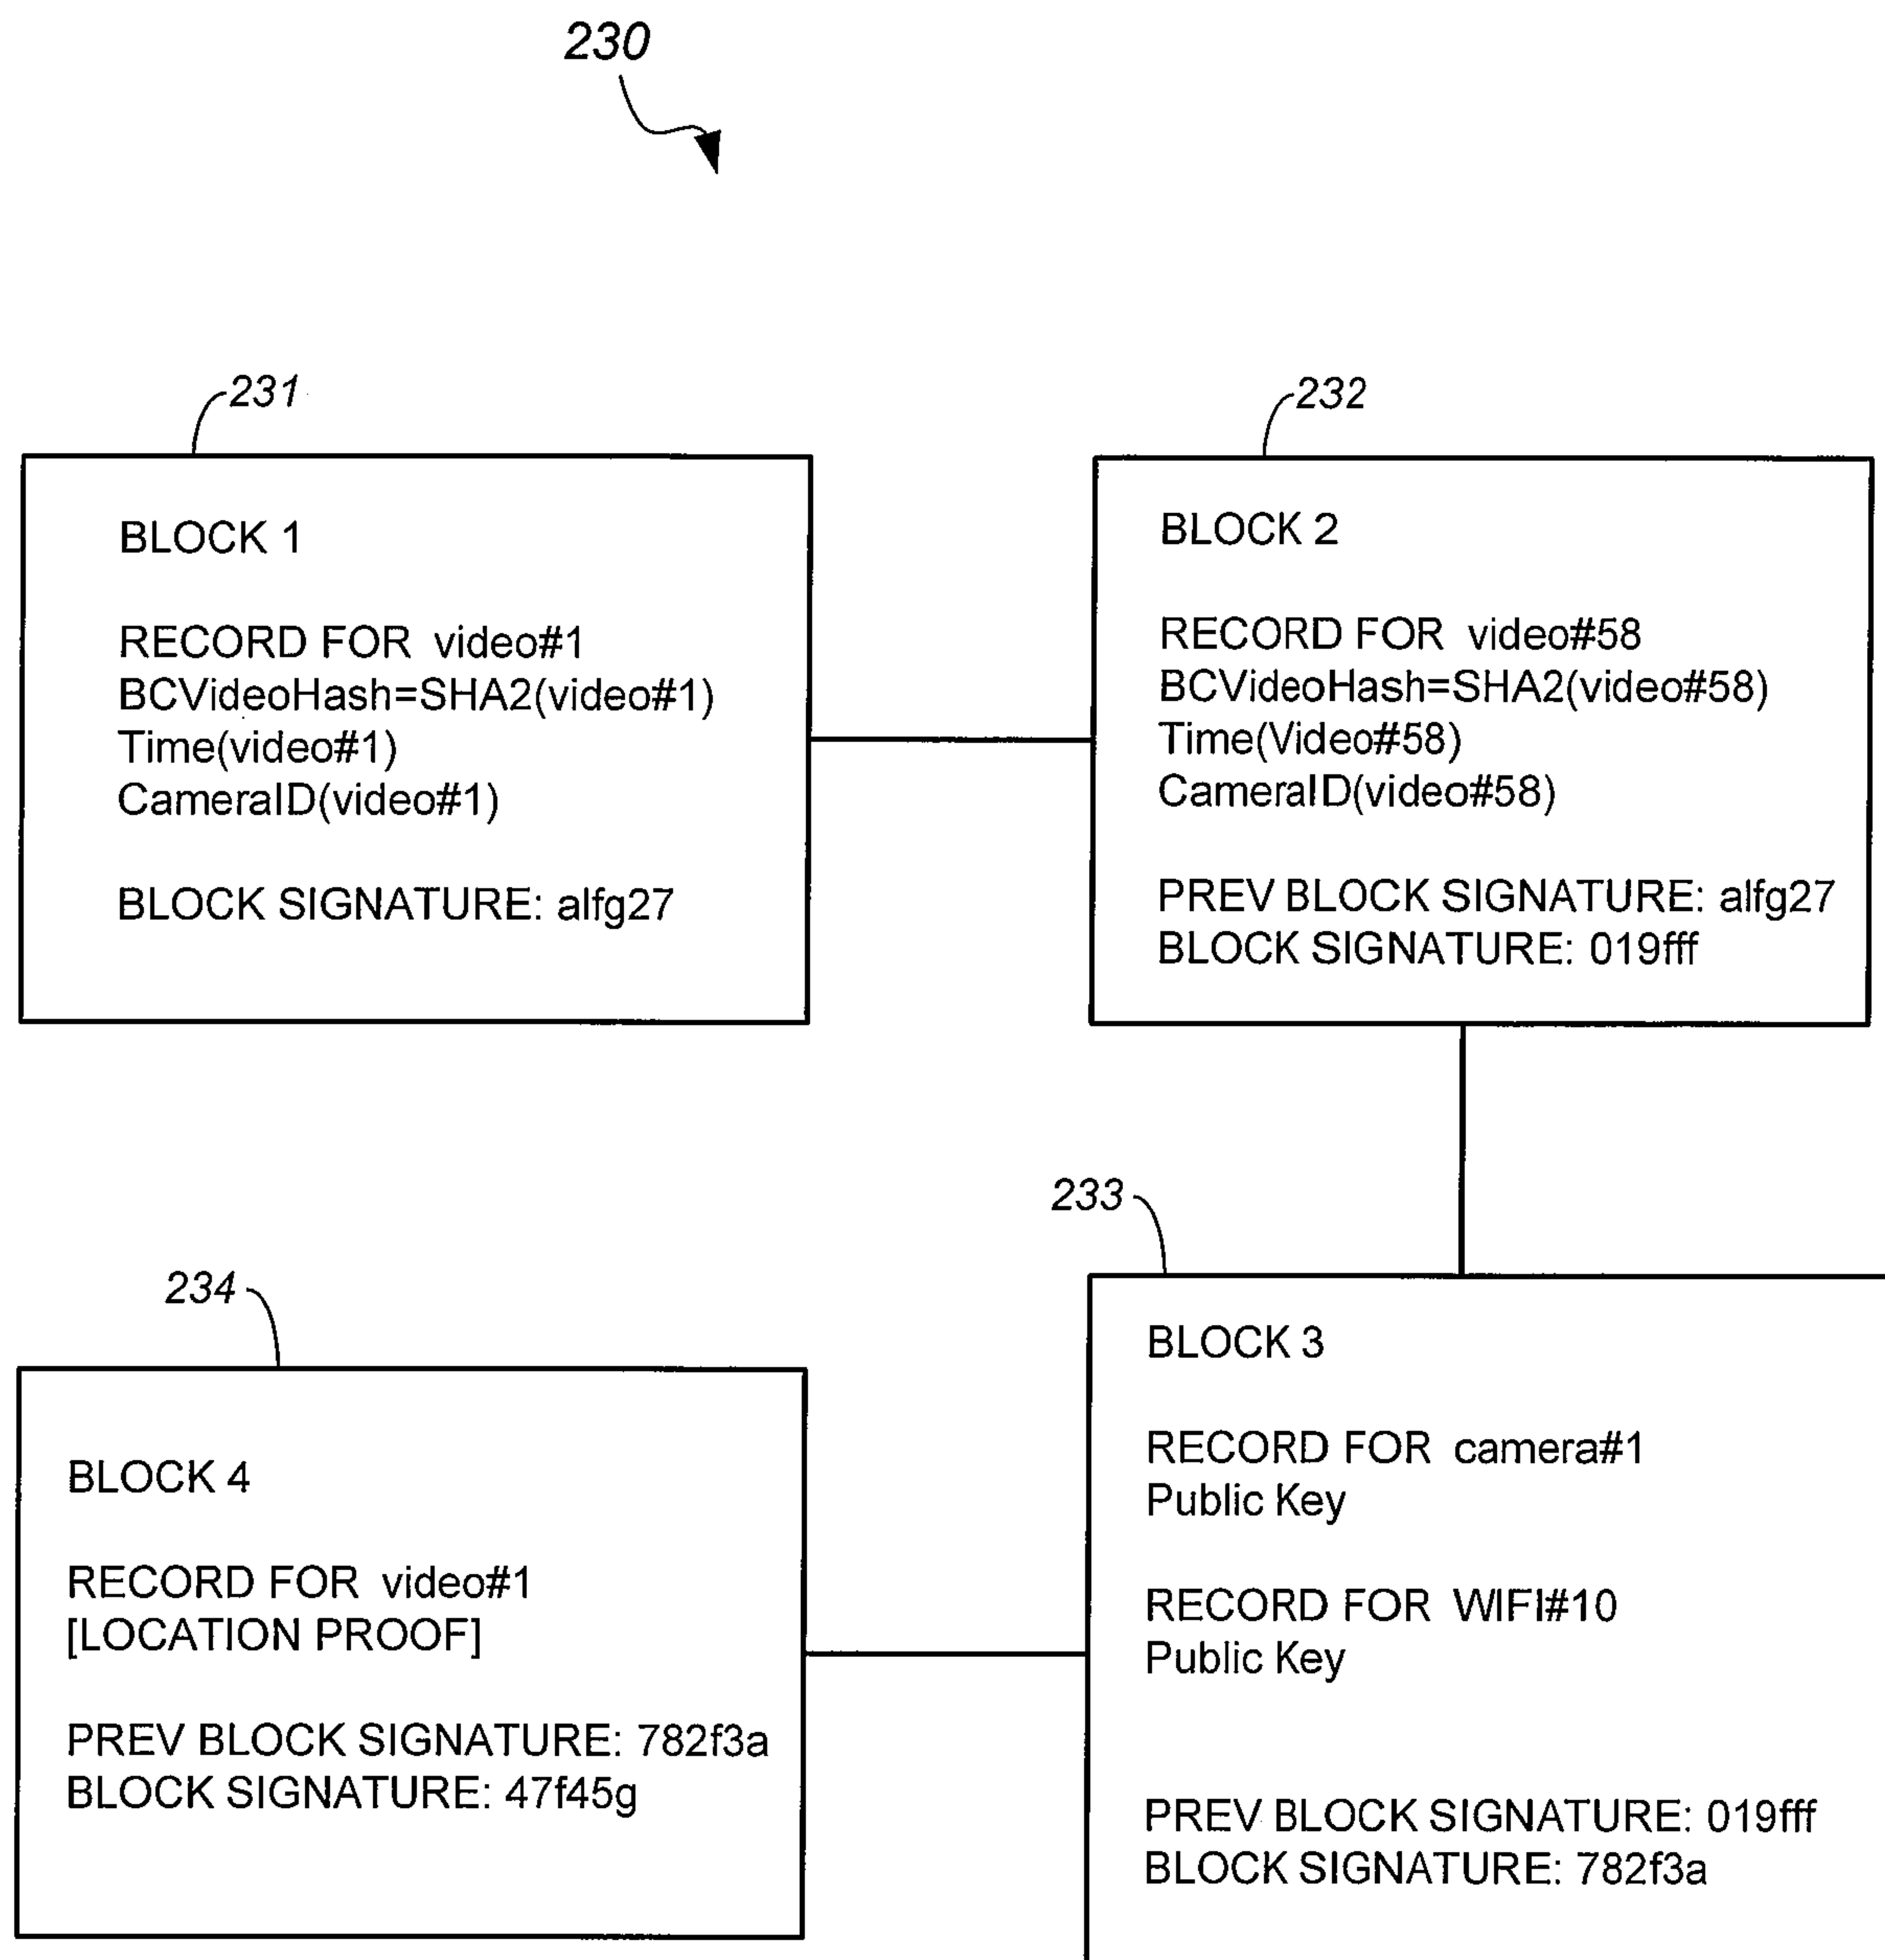 230
231
BLOCK 1
RECORD FOR video#1
BCVideoHash=SHA2(video#1)
Time(video#1)
CameraID(video#1)
BLOCK SIGNATURE: alfg27
232
BLOCK 2
RECORD FOR video#58
BCVideoHash=SHA2(video#58)
Time(Video#58)
CameraID(video#58)
PREV BLOCK SIGNATURE: alfg27
BLOCK SIGNATURE: 019fff
233
BLOCK 3
RECORD FOR camera#1
Public Key
RECORD FOR WIFI#10
Public Key
PREV BLOCK SIGNATURE: 019fff
BLOCK SIGNATURE: 782f3a
234
BLOCK 4
RECORD FOR video#1
[LOCATION PROOF]
PREV BLOCK SIGNATURE: 782f3a
BLOCK SIGNATURE: 47f45g